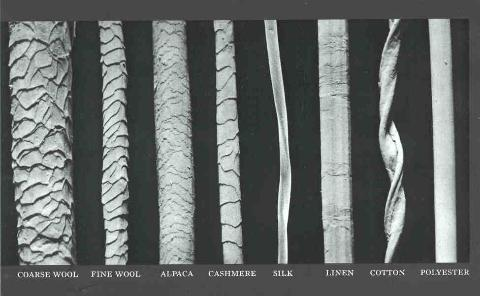 COARSE WOOL FINE WOOL ALPACA CASHMERE SILK LINEN COTTON POLYESTER